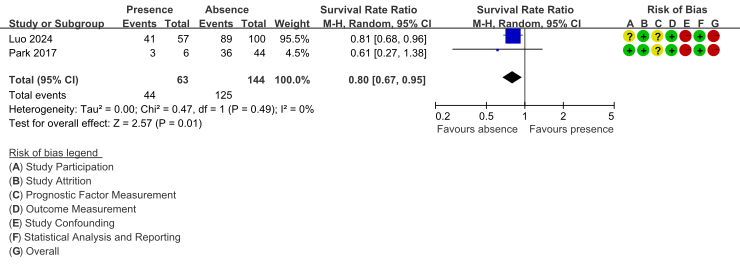 Presence Absence Survival Rate Ratio Survival Rate Ratio Risk of Bias
Study or Subgroup Events Total Events Total Weight M-H, Random, 95% CI M-H, Random, 95% CI A B C D E F G
Luo 2024 41 57 89 100 95.5% 0.81 [0.68, 0.96] ? + ? + +
Park 2017 3 6 36 44 4.5% 0.61 [0.27, 1.38] + + ? + +
Total (95% CI) 63 144 100.0% 0.80 [0.67, 0.95]
Total events 44 125
Heterogeneity: Tau² = 0.00; Chi² = 0.47, df = 1 (P = 0.49); I² = 0%
Test for overall effect: Z = 2.57 (P = 0.01)
0.2 0.5 1 2 5
Favours absence Favours presence
Risk of bias legend
(A) Study Participation
(B) Study Attrition
(C) Prognostic Factor Measurement
(D) Outcome Measurement
(E) Study Confounding
(F) Statistical Analysis and Reporting
(G) Overall